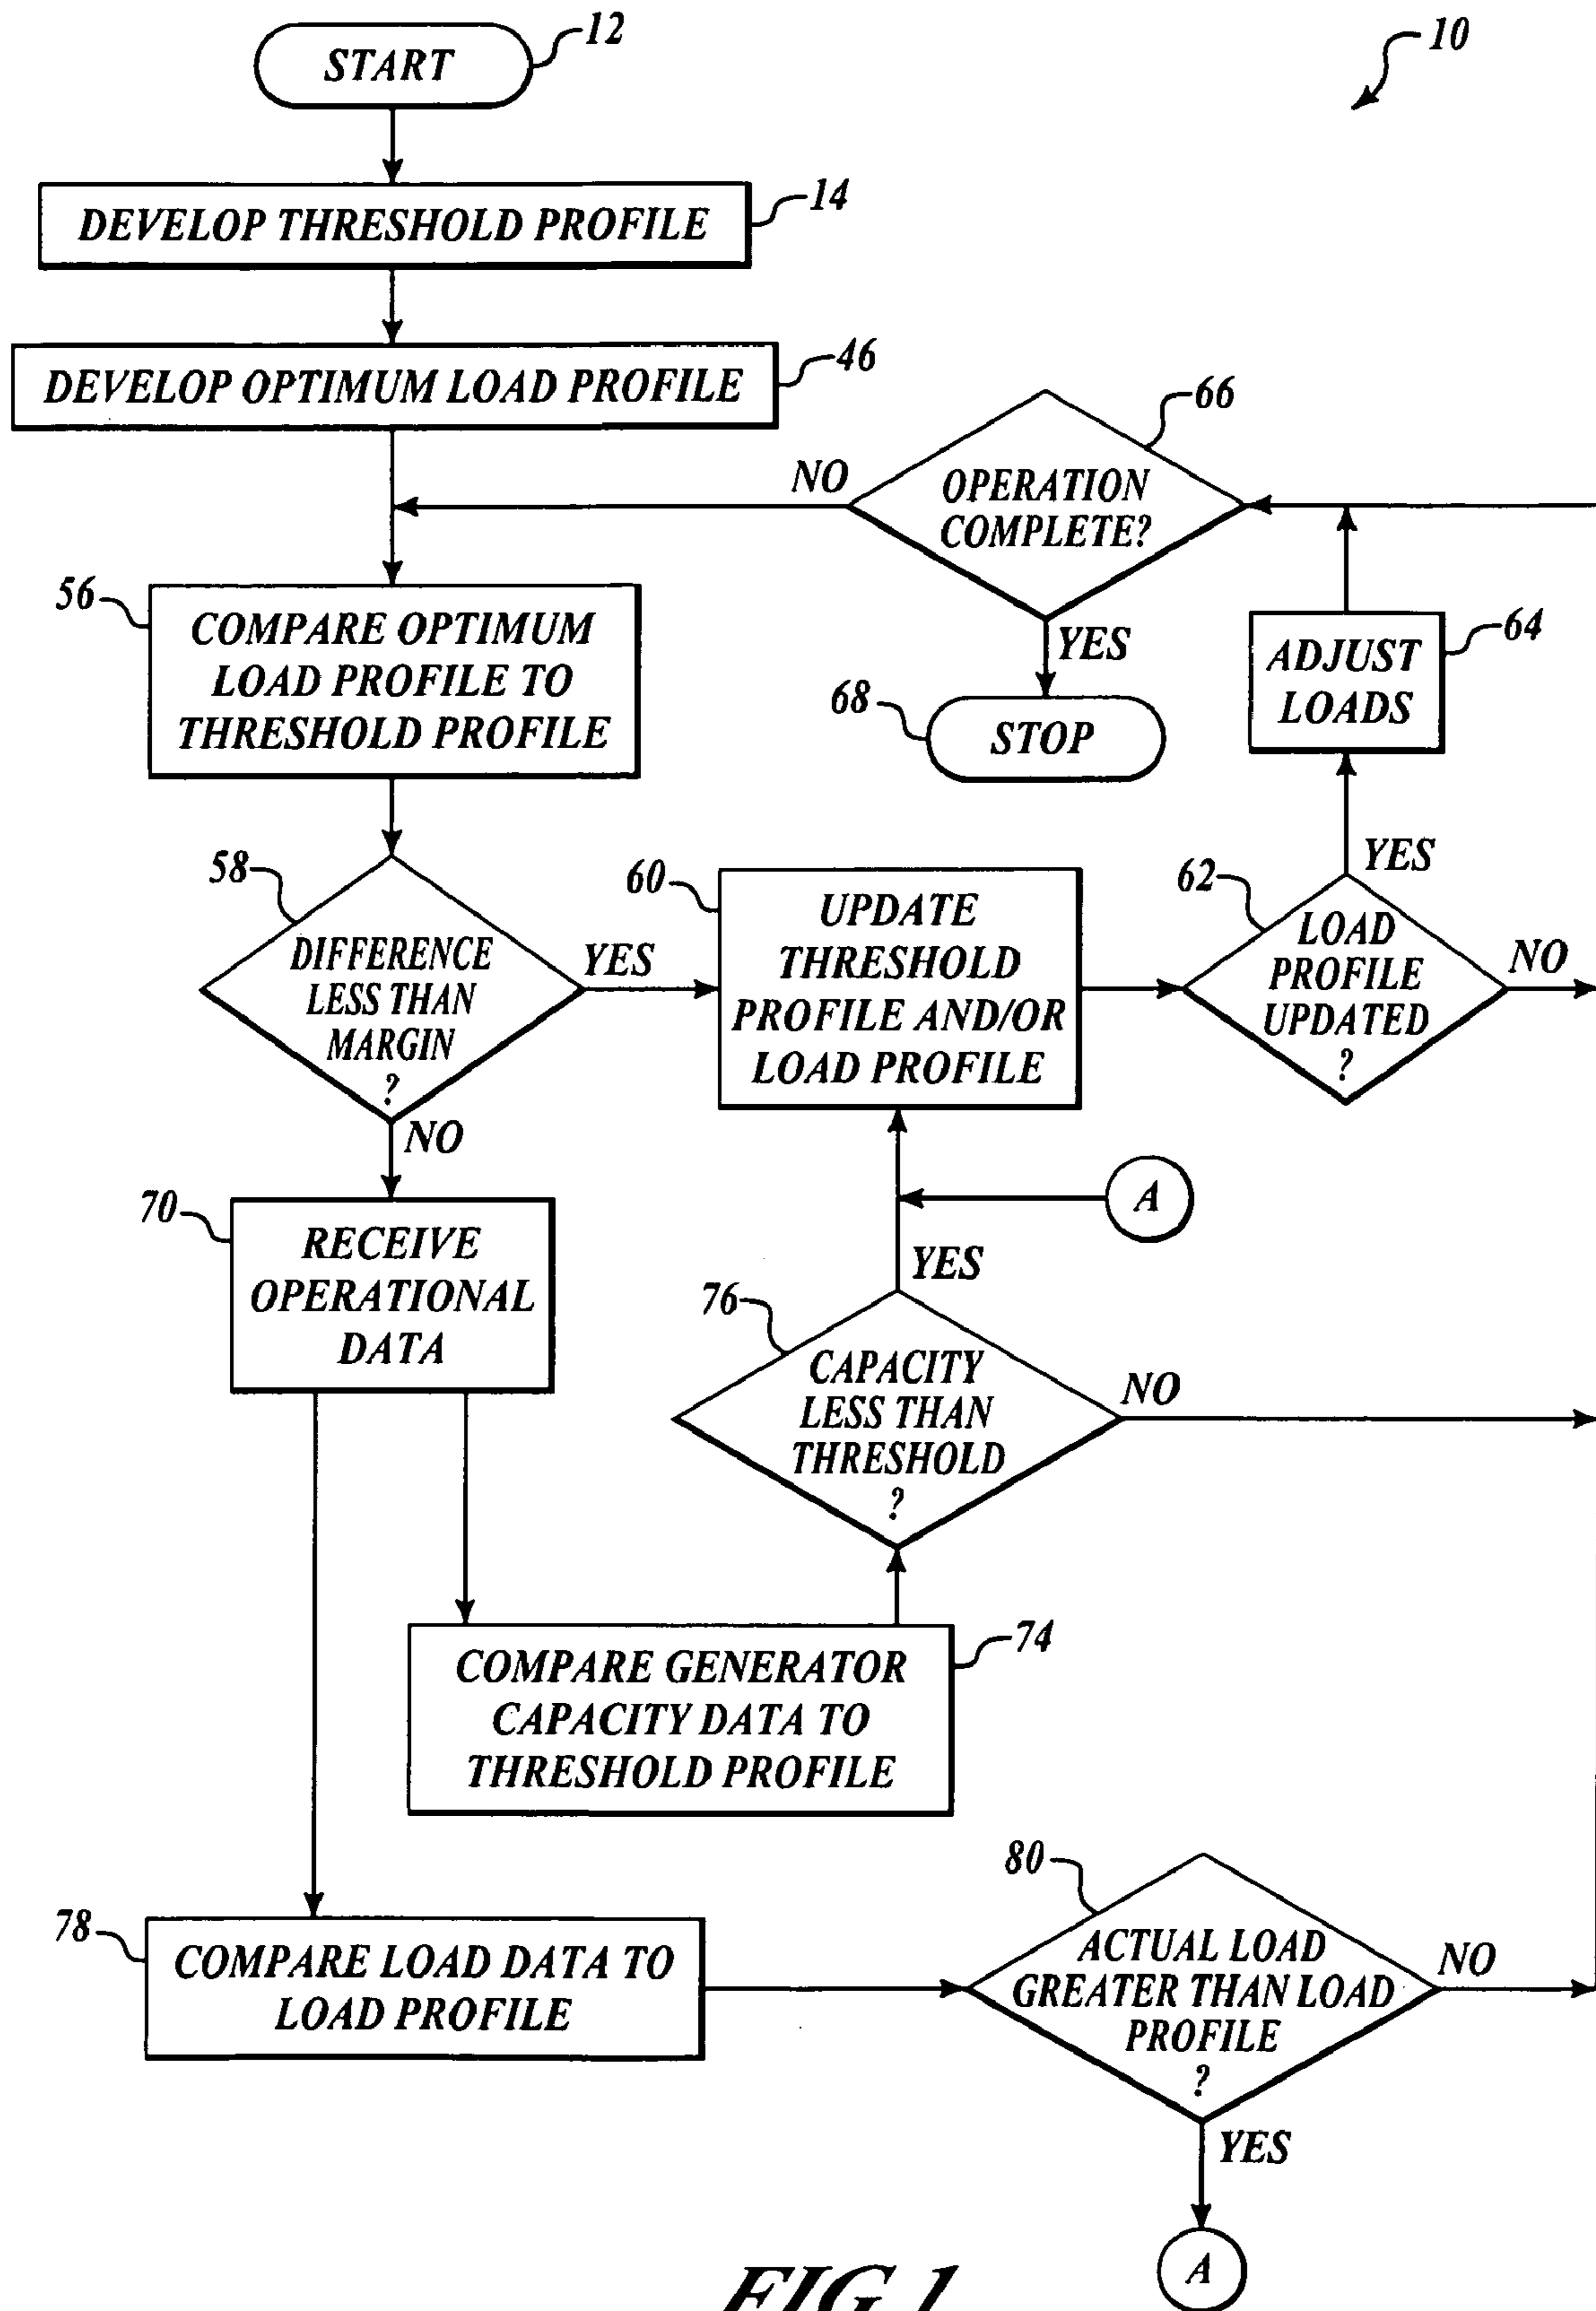 START
12
10
DEVELOP THRESHOLD PROFILE
14
DEVELOP OPTIMUM LOAD PROFILE
46
66
NO
OPERATION
COMPLETE?
YES
68
STOP
64
ADJUST
LOADS
56
COMPARE OPTIMUM
LOAD PROFILE TO
THRESHOLD PROFILE
58
DIFFERENCE
LESS THAN
MARGIN
?
YES
NO
60
UPDATE
THRESHOLD
PROFILE AND/OR
LOAD PROFILE
62
YES
LOAD
PROFILE
UPDATED
?
NO
A
70
RECEIVE
OPERATIONAL
DATA
YES
76
CAPACITY
LESS THAN
THRESHOLD
?
NO
74
COMPARE GENERATOR
CAPACITY DATA TO
THRESHOLD PROFILE
78
COMPARE LOAD DATA TO
LOAD PROFILE
80
ACTUAL LOAD
GREATER THAN LOAD
PROFILE
?
NO
YES
A
FIG.1